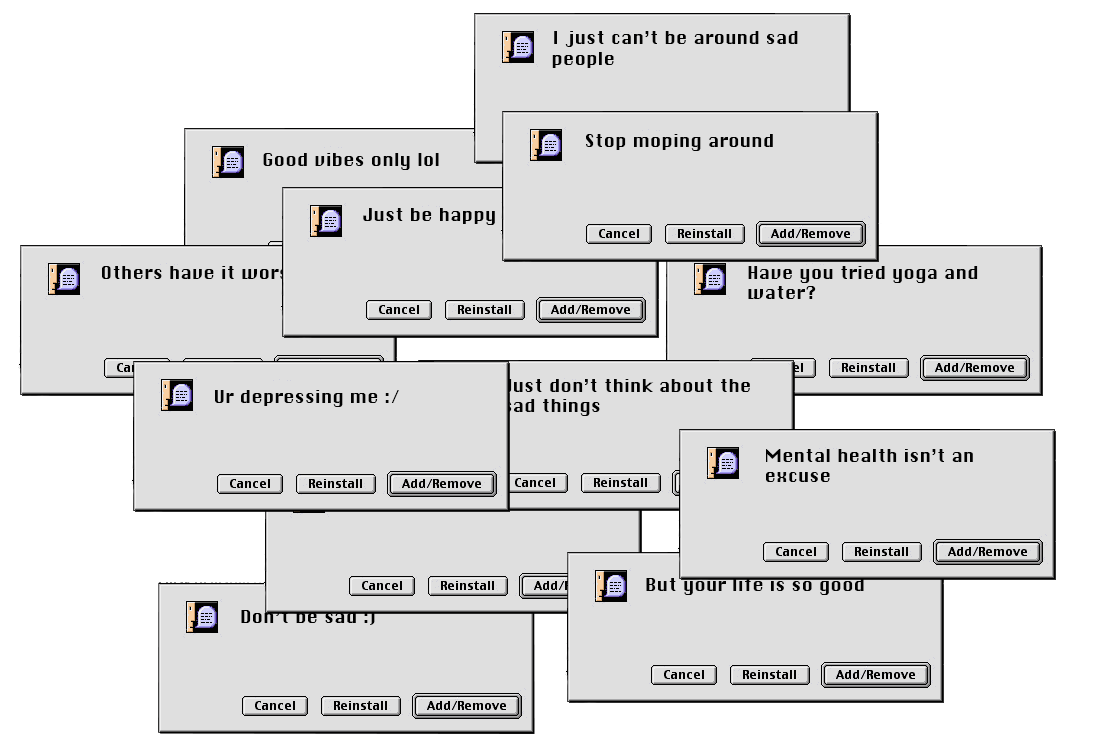 I just can't be around sad
people
Stop moping around
Cancel Reinstall Add/Remove
Good vibes only lol
Just be happy
Cancel Reinstall Add/Remove
Others have it
Have you tried yoga and
water?
Reinstall Add/Remove
Ur depressing me :/
Cancel Reinstall Add/Remove
Just don't think about the
sad things
Cancel Reinstall
Mental health isn't an
excuse
Cancel Reinstall Add/Remove
Cancel Reinstall
But your life is so good
Cancel Reinstall Add/Remove
Don't be sad :)
Cancel Reinstall Add/Remove